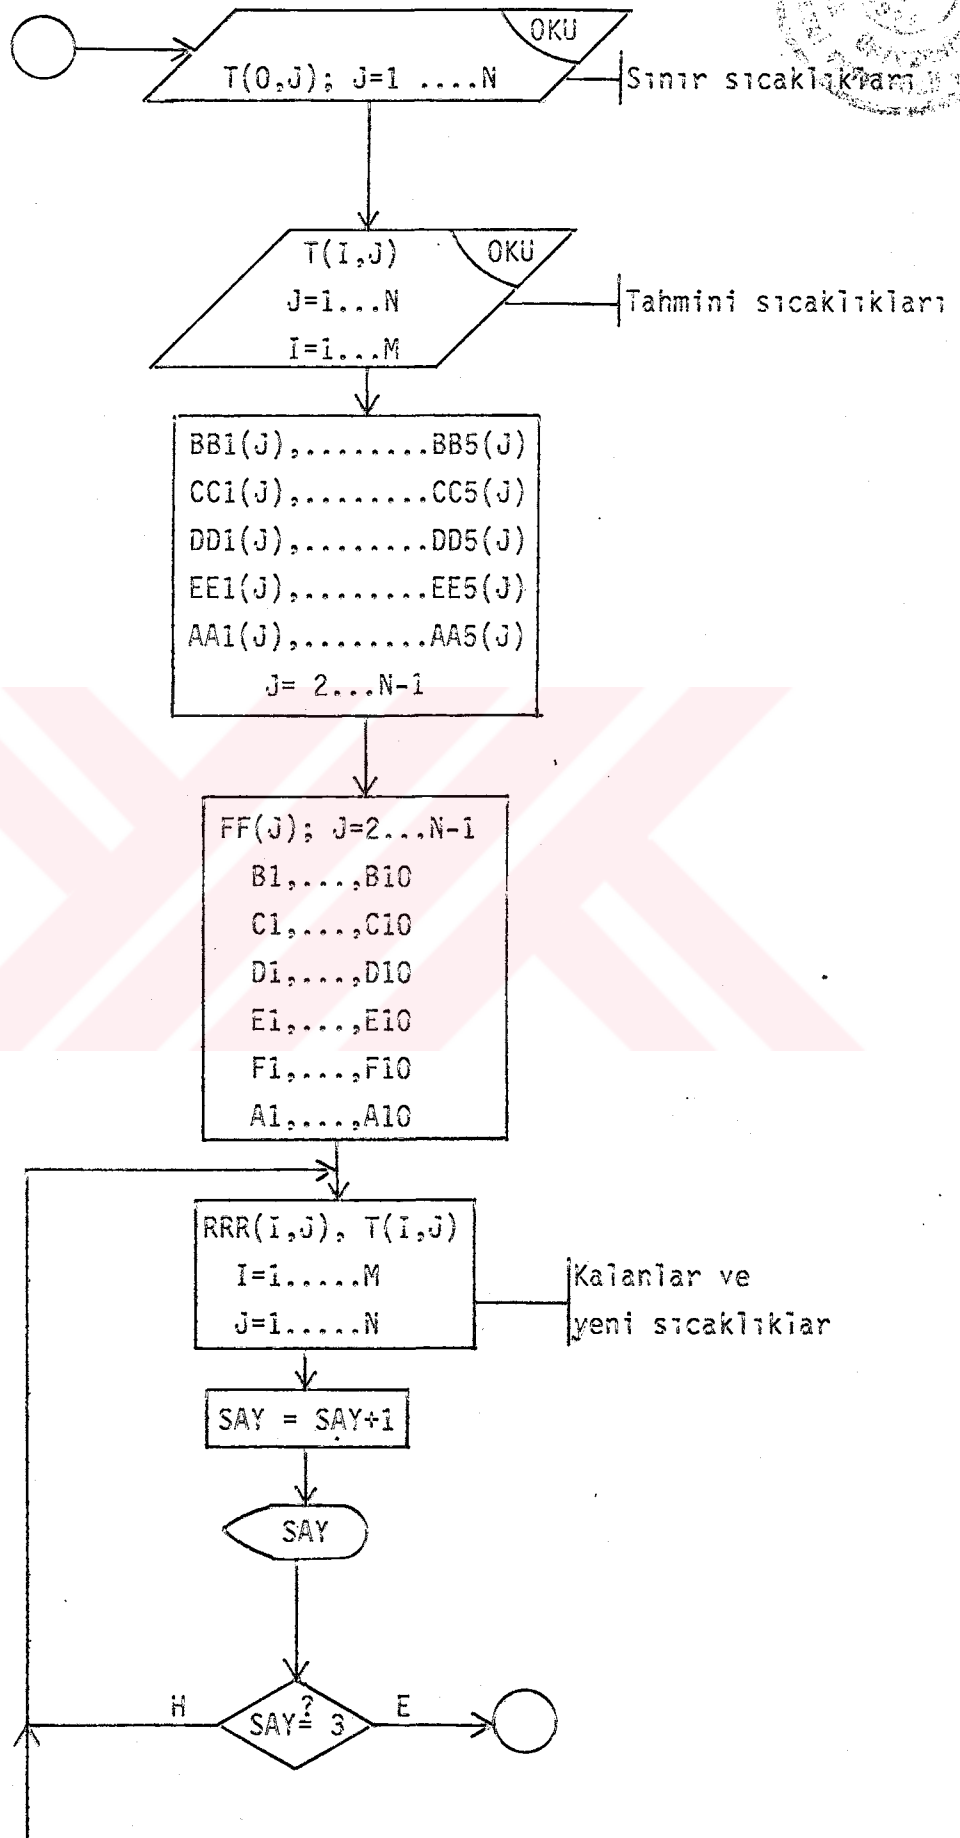 OKU
T(O,J); J=1 ....N
Sınır sıcaklıkları
T(I,J)
OKU
J=1...N
I=1...M
Tahmini sıcaklıkları
BB1(J),........BB5(J)
CC1(J),........CC5(J)
DD1(J),........DD5(J)
EE1(J),........EE5(J)
AA1(J),........AA5(J)
J= 2...N-1
FF(J); J=2...N-1
B1,...,B10
C1,...,C10
D1,...,D10
E1,...,E10
F1,...,F10
A1,...,A10
RRR(I,J), T(I,J)
I=1.....M
J=1.....N
Kalanlar ve
yeni sıcaklıklar
SAY = SAY+1
SAY
H
?
SAY= 3
E